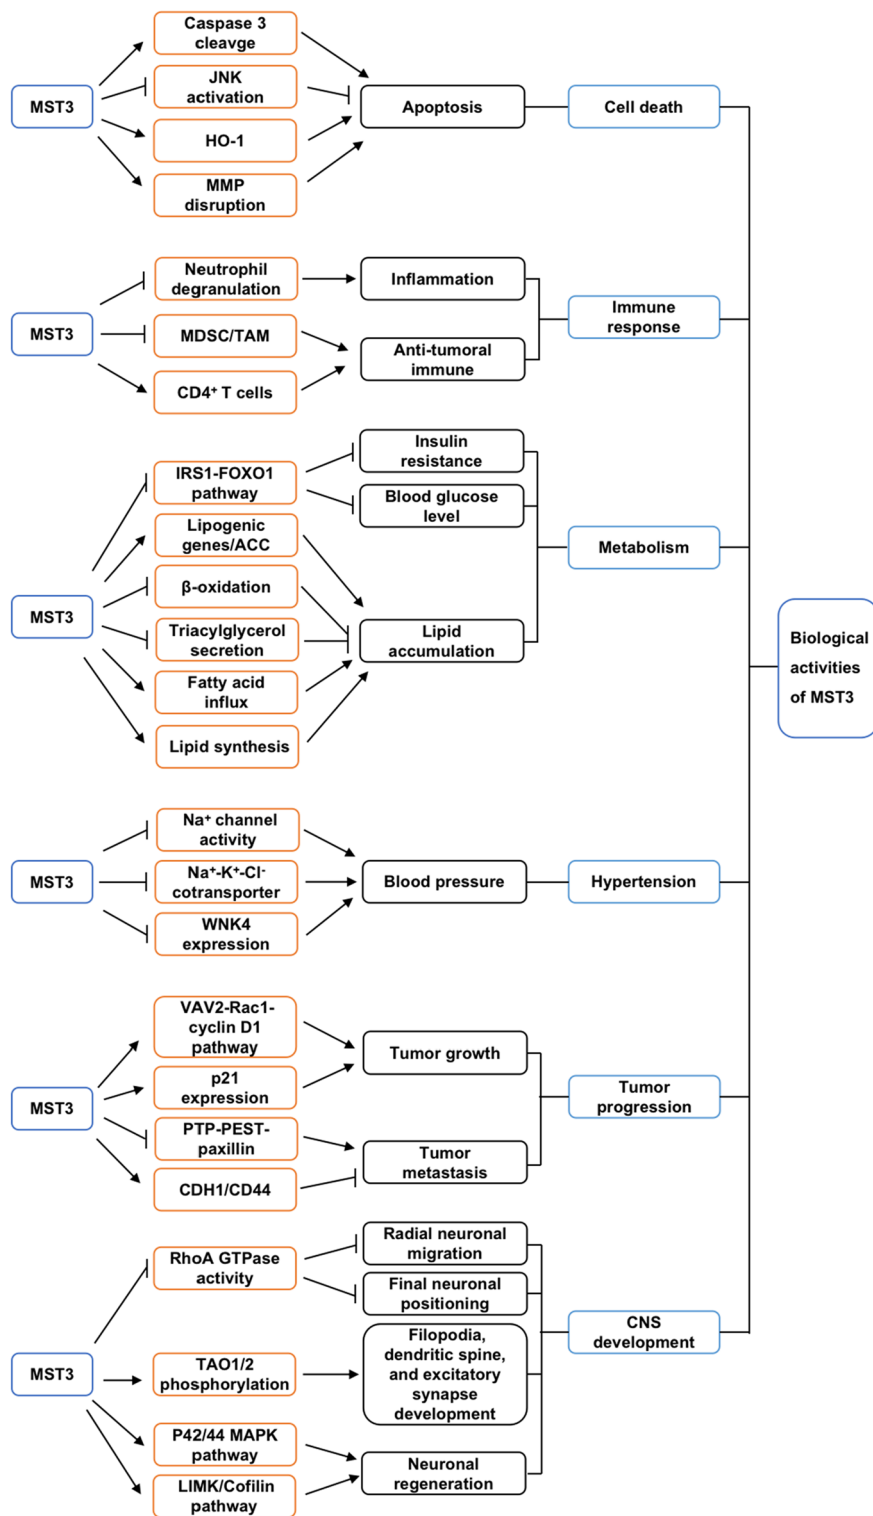 MST3
Caspase 3
cleavge
JNK
activation
HO-1
MMP
disruption
Apoptosis
Cell death
MST3
Neutrophil
degranulation
MDSC/TAM
CD4⁺ T cells
Inflammation
Anti-tumoral
immune
Immune
response
MST3
IRS1-FOXO1
pathway
Lipogenic
genes/ACC
β-oxidation
Triacylglycerol
secretion
Fatty acid
influx
Lipid synthesis
Insulin
resistance
Blood glucose
level
Lipid
accumulation
Metabolism
Biological
activities
of MST3
MST3
Na⁺ channel
activity
Na⁺-K⁺-Cl⁻
cotransporter
WNK4
expression
Blood pressure
Hypertension
MST3
VAV2-Rac1-
cyclin D1
pathway
p21
expression
PTP-PEST-
paxillin
CDH1/CD44
Tumor growth
Tumor
metastasis
Tumor
progression
MST3
RhoA GTPase
activity
TAO1/2
phosphorylation
P42/44 MAPK
pathway
LIMK/Cofilin
pathway
Radial neuronal
migration
Final neuronal
positioning
Filopodia,
dendritic spine,
and excitatory
synapse
development
Neuronal
regeneration
CNS
development